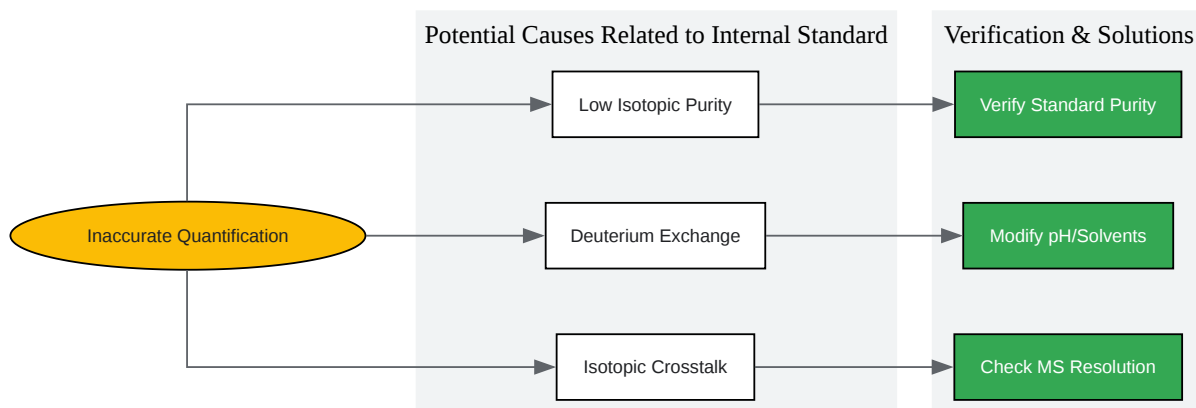 Potential Causes Related to Internal Standard
Verification & Solutions
Low Isotopic Purity
Verify Standard Purity
Inaccurate Quantification
Deuterium Exchange
Modify pH/Solvents
Isotopic Crosstalk
Check MS Resolution